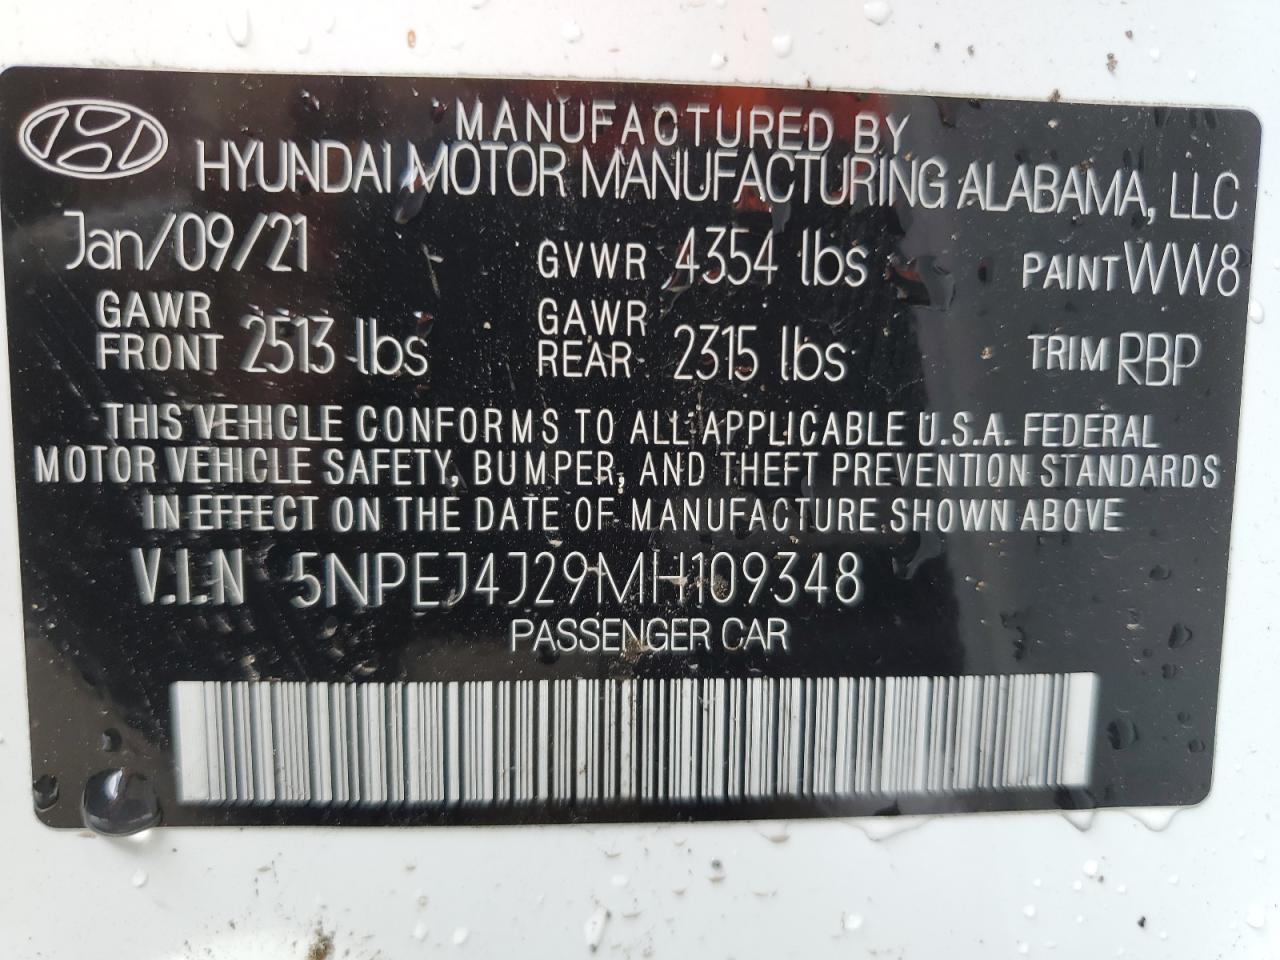 MANUFACTURED BY
HYUNDAI MOTOR MANUFACTURING ALABAMA, LLC
Jan/09/21 GVWR 4354 lbs PAINT WW8
GAWR FRONT 2513 lbs GAWR REAR 2315 lbs TRIM RBP
THIS VEHICLE CONFORMS TO ALL APPLICABLE U.S.A. FEDERAL
MOTOR VEHICLE SAFETY, BUMPER, AND THEFT PREVENTION STANDARDS
IN EFFECT ON THE DATE OF MANUFACTURE SHOWN ABOVE
V.I.N 5NPEJ4J29MH109348
PASSENGER CAR